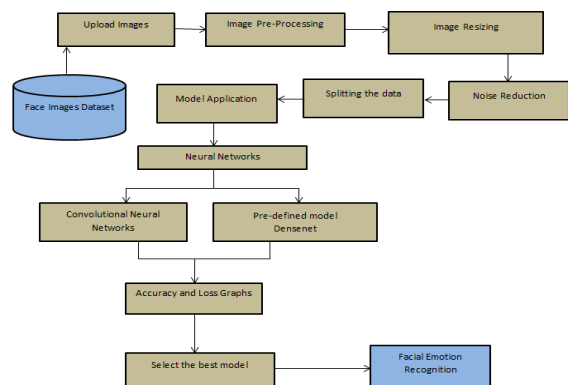 Upload Images
Image Pre-Processing
Image Resizing
Face Images Dataset
Model Application
Splitting the data
Noise Reduction
Neural Networks
Convolutional Neural
Networks
Pre-defined model
Densenet
Accuracy and Loss Graphs
Select the best model
Facial Emotion
Recognition